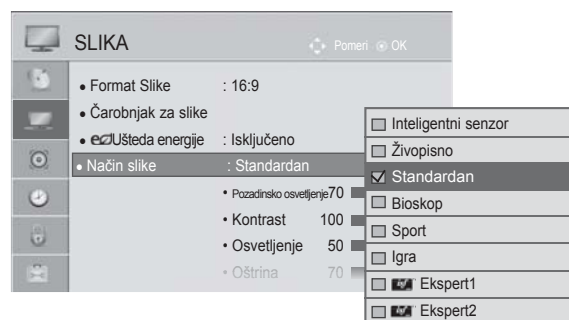 SLIKA
Pomeri OK
• Format Slike : 16:9
• Čarobnjak za slike
• eco Ušteda energije : Isključeno
• Način slike : Standardan
• Pozadinsko osvetljenje 70
• Kontrast 100
• Osvetljenje 50
• Oštrina 70
Inteligentni senzor
Živopisno
Standardan
Bioskop
Sport
Igra
Ekspert1
Ekspert2